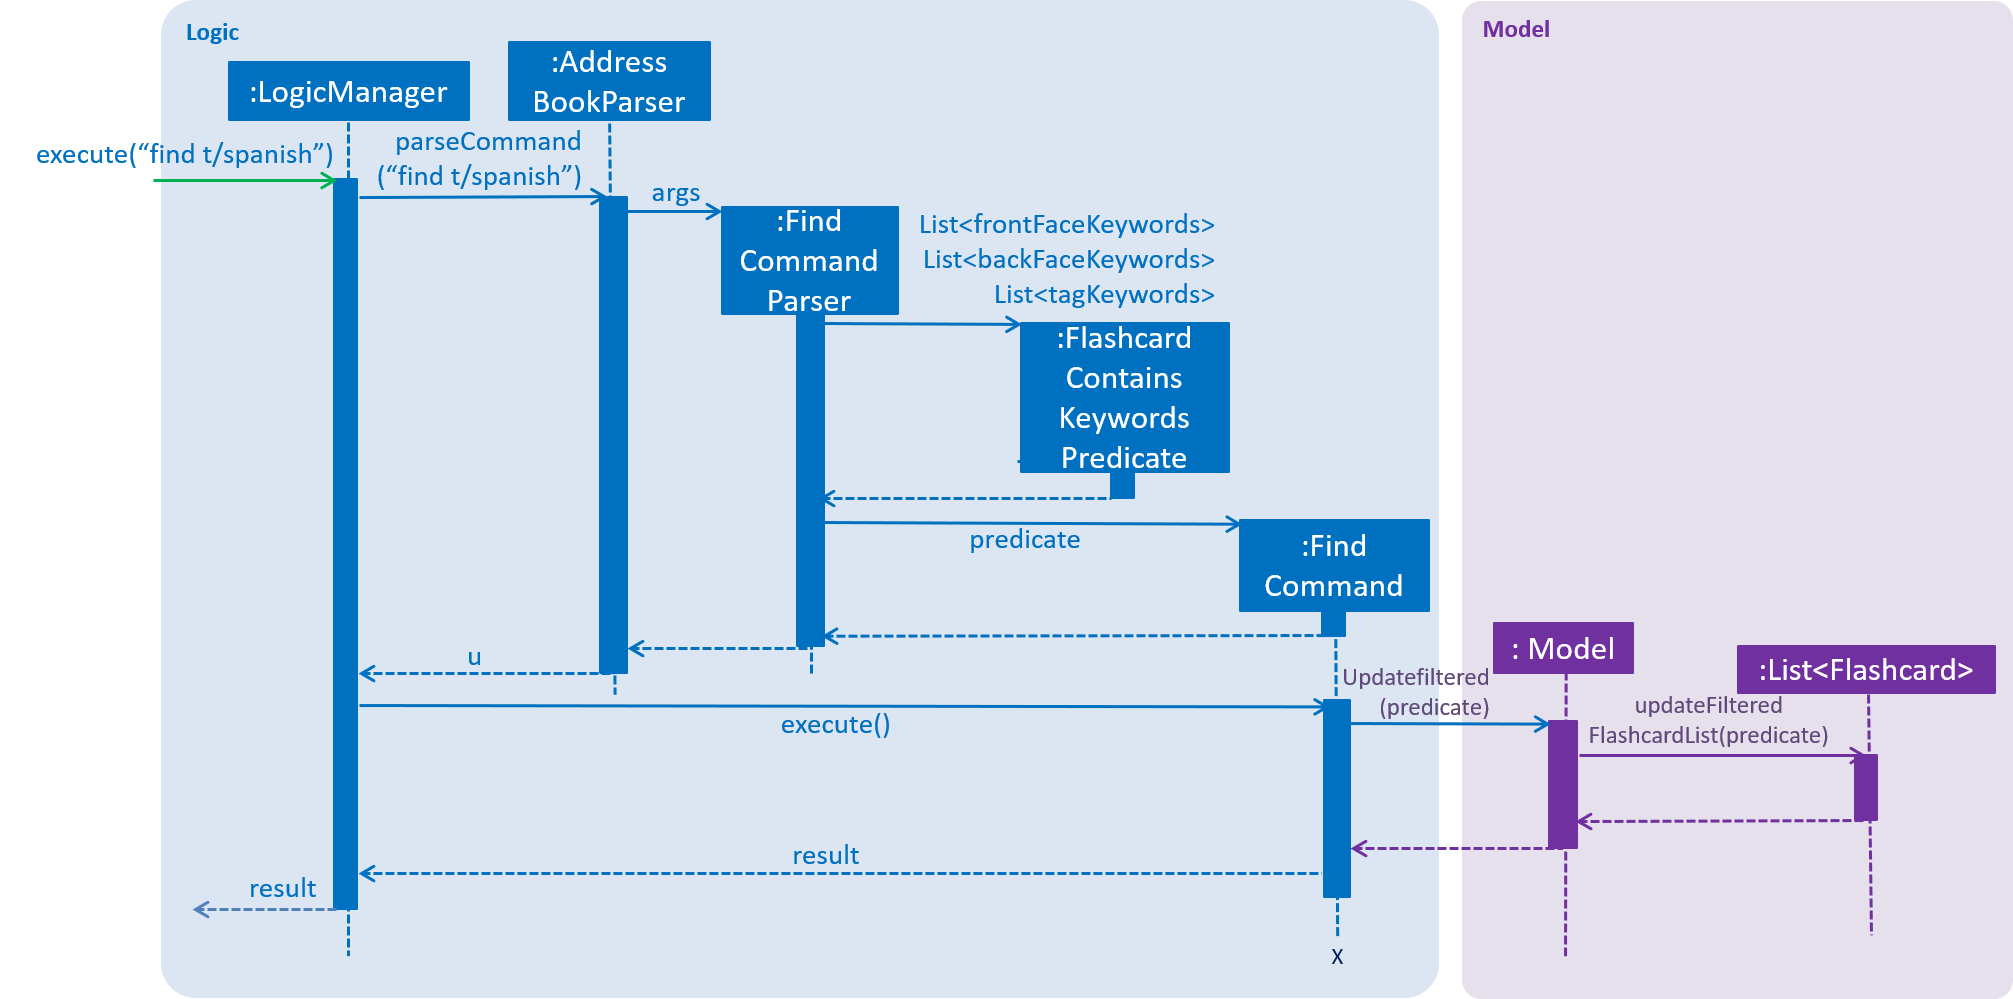 Logic
Model
:LogicManager
:Address
BookParser
execute(“find t/spanish”)
parseCommand
(“find t/spanish”)
args
:Find
Command
Parser
List<frontFaceKeywords>
List<backFaceKeywords>
List<tagKeywords>
:Flashcard
Contains
Keywords
Predicate
predicate
:Find
Command
u
: Model
:List<Flashcard>
Updatefiltered
(predicate)
updateFiltered
FlashcardList(predicate)
execute()
result
result
X